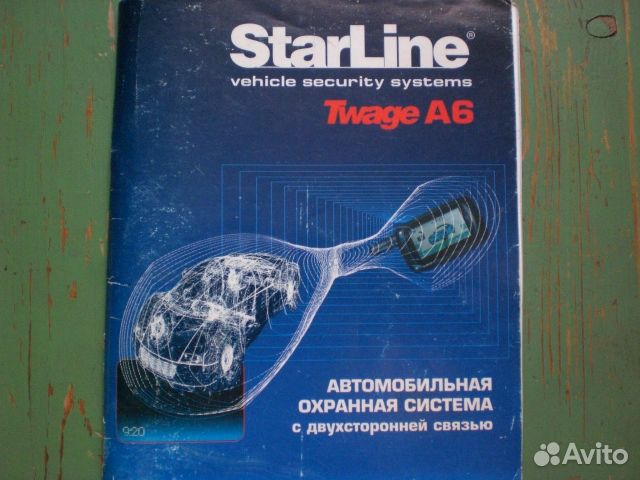 StarLine®
vehicle security systems
Twage A6
АВТОМОБИЛЬНАЯ
ОХРАННАЯ СИСТЕМА
с двухсторонней связью
9:20
Avito